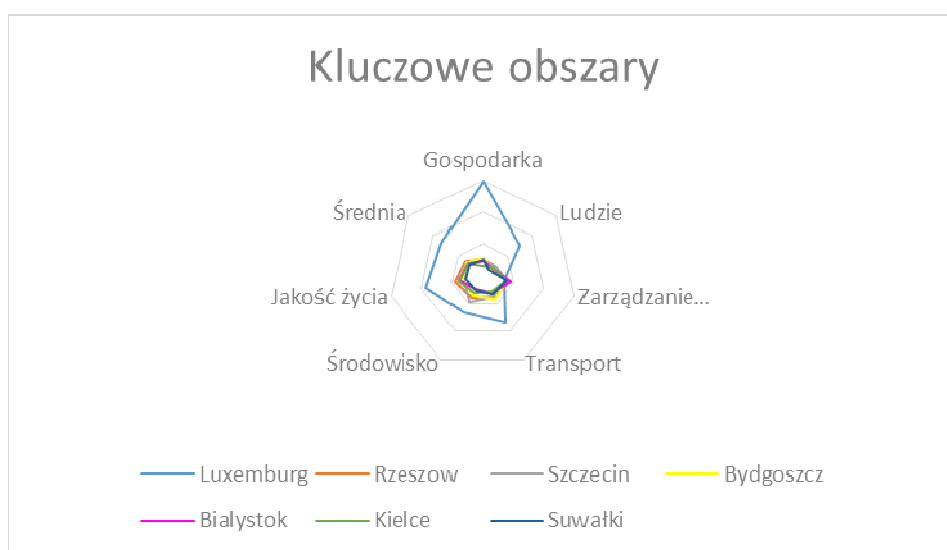 Kluczowe obszary
Gospodarka
Średnia
Ludzie
Jakość życia
Zarządzanie...
Środowisko
Transport
Luxemburg Rzeszow Szczecin Bydgoszcz
Bialystok Kielce Suwałki